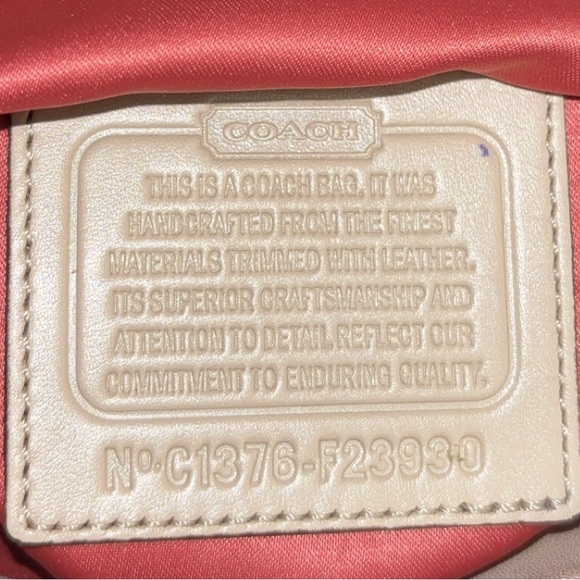 COACH
THIS IS A COACH BAG. IT WAS
HANDCRAFTED FROM THE FINEST
MATERIALS TRIMMED WITH LEATHER.
ITS SUPERIOR CRAFTSMANSHIP AND
ATTENTION TO DETAIL REFLECT OUR
COMMITMENT TO ENDURING QUALITY.
Nº. C1376-F23930